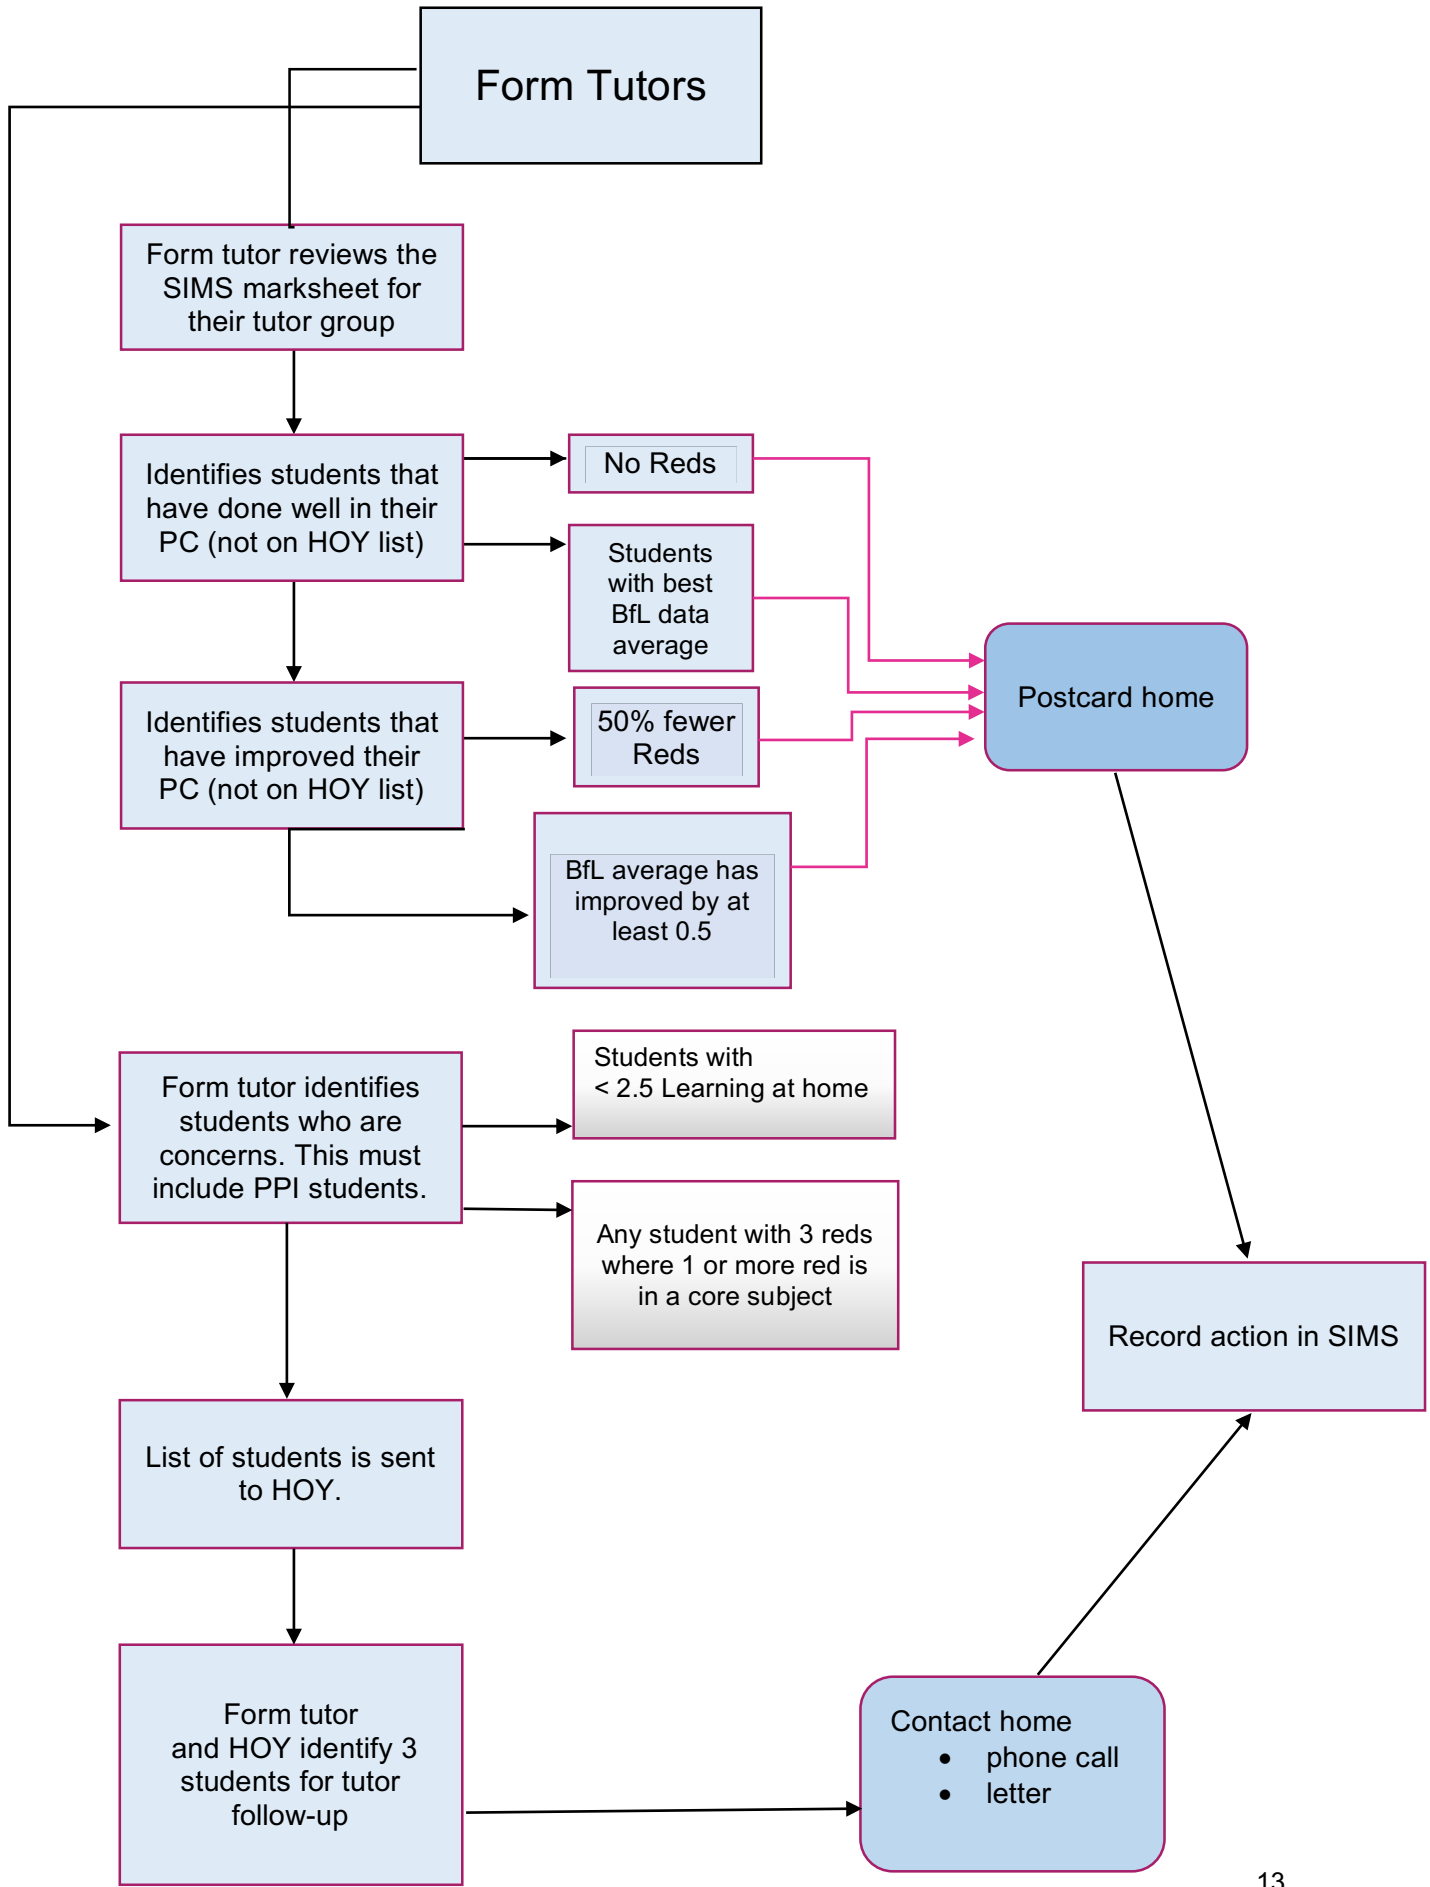 Form Tutors
Form tutor reviews the
SIMS marksheet for
their tutor group
Identifies students that
have done well in their
PC (not on HOY list)
No Reds
Students
with best
BfL data
average
Identifies students that
have improved their
PC (not on HOY list)
50% fewer
Reds
BfL average has
improved by at
least 0.5
Postcard home
Form tutor identifies
students who are
concerns. This must
include PPI students.
Students with
< 2.5 Learning at home
Any student with 3 reds
where 1 or more red is
in a core subject
Record action in SIMS
List of students is sent
to HOY.
Form tutor
and HOY identify 3
students for tutor
follow-up
Contact home
• phone call
• letter
13